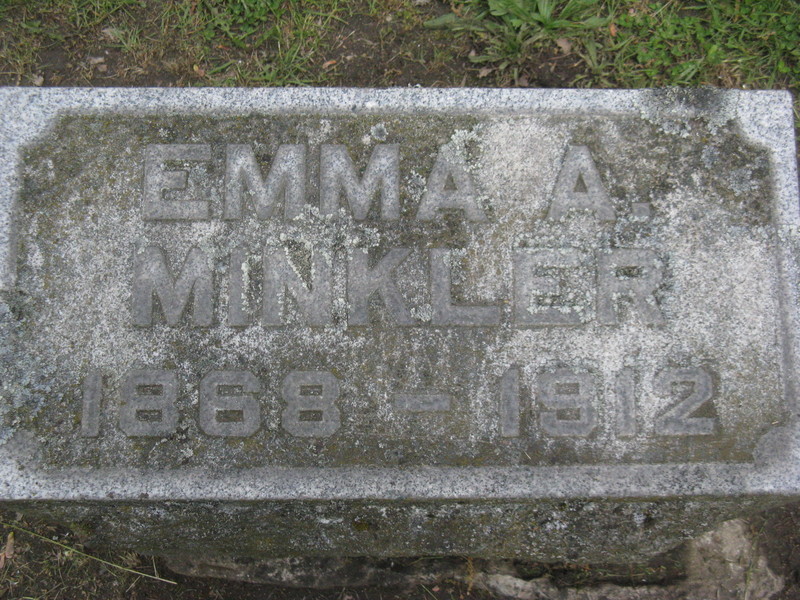 EMMA A.
MINKLER
1868 - 1912